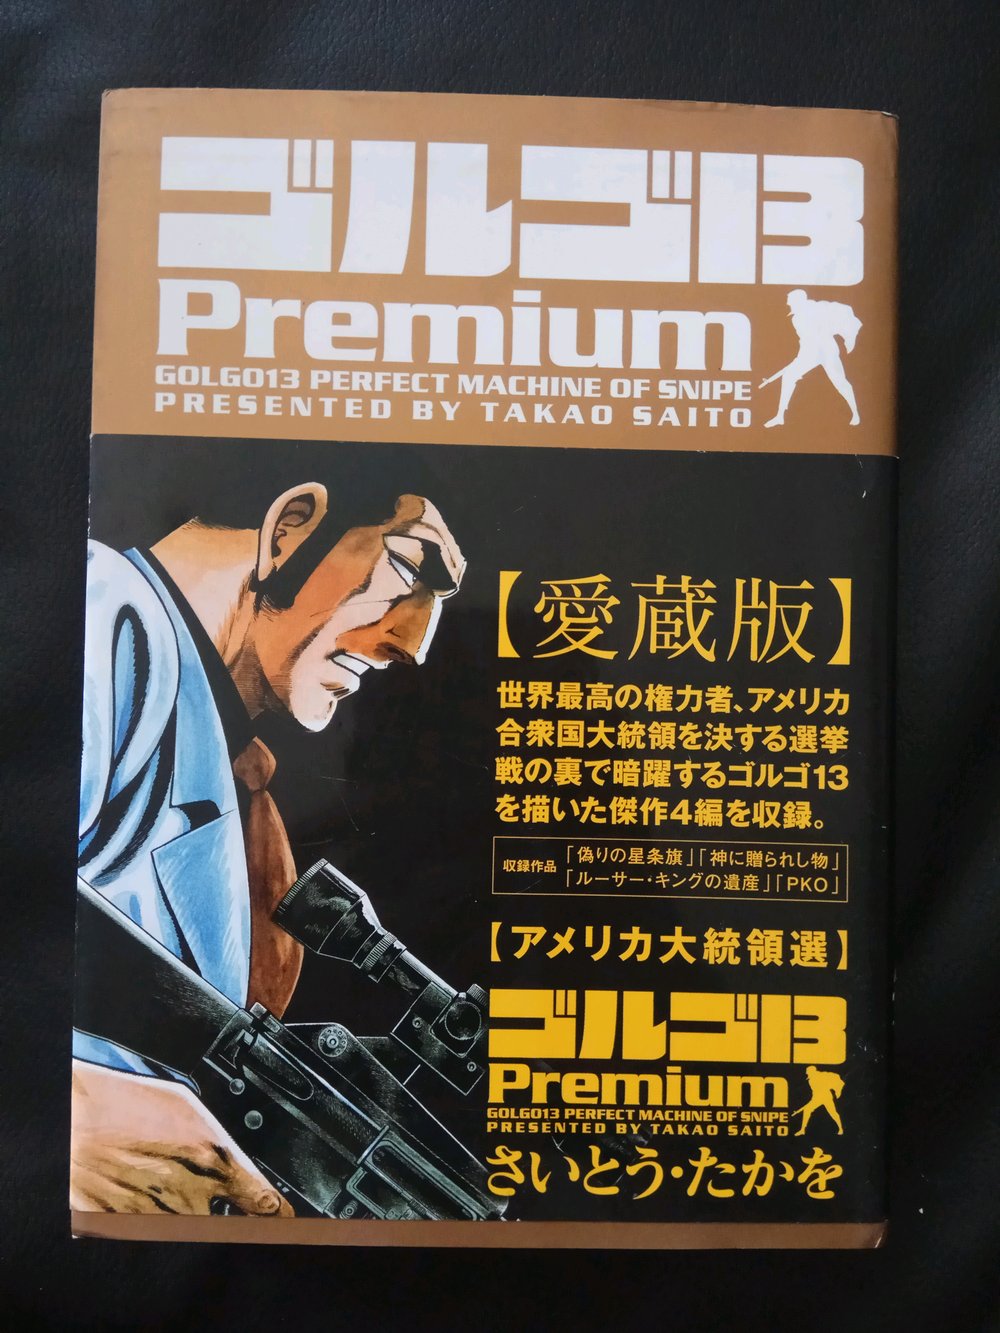 ゴルゴ13
Premium
GOLGO13 PERFECT MACHINE OF SNIPE
PRESENTED BY TAKAO SAITO
【愛蔵版】
世界最高の権力者、アメリカ
合衆国大統領を決する選挙
戦の裏で暗躍するゴルゴ13
を描いた傑作4編を収録。
収録作品「偽りの星条旗」「神に贈られし物」
「ルーサー・キングの遺産」「PKO」
【アメリカ大統領選】
ゴルゴ13
Premium
GOLGO13 PERFECT MACHINE OF SNIPE
PRESENTED BY TAKAO SAITO
さいとう・たかを